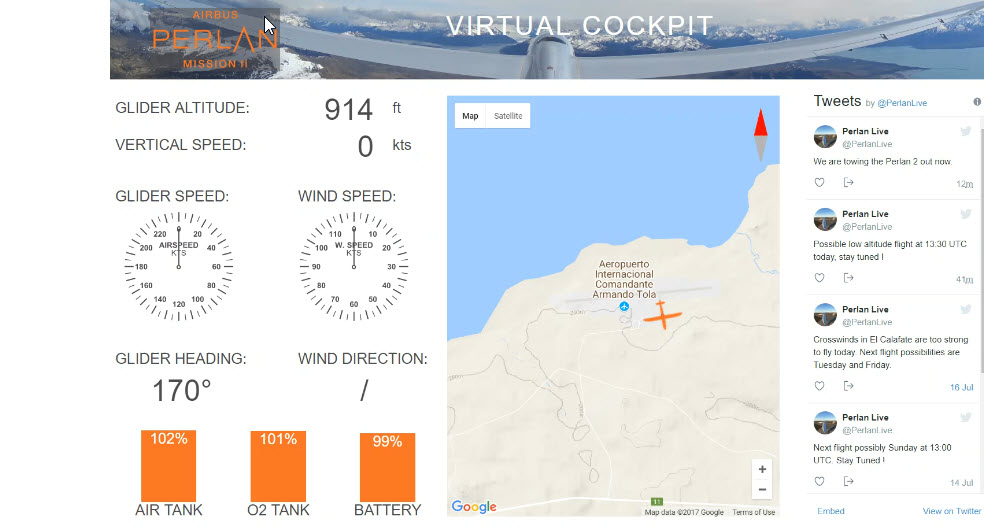 AIRBUS
PERLAN
MISSION II
VIRTUAL COCKPIT
GLIDER ALTITUDE: 914 ft
VERTICAL SPEED: 0 kts
GLIDER SPEED:
0 20 40 60 80 100 120 140 160 180 200 220
AIRSPEED
KTS
WIND SPEED:
0 10 20 30 40 50 60 70 80 90 100 110
W. SPEED
KTS
GLIDER HEADING:
170°
WIND DIRECTION:
/
102%
AIR TANK
101%
O2 TANK
99%
BATTERY
Map Satellite
Aeropuerto
Internacional
Comandante
Armando Tola
11
+
−
Google
Map data ©2017 Google Terms of Use
Tweets by @PerlanLive
Perlan Live
@PerlanLive
We are towing the Perlan 2 out now.
12m
Perlan Live
@PerlanLive
Possible low altitude flight at 13:30 UTC
today, stay tuned !
41m
Perlan Live
@PerlanLive
Crosswinds in El Calafate are too strong
to fly today. Next flight possibilities are
Tuesday and Friday.
16 Jul
Perlan Live
@PerlanLive
Next flight possibly Sunday at 13:00
UTC. Stay Tuned !
14 Jul
Embed View on Twitter